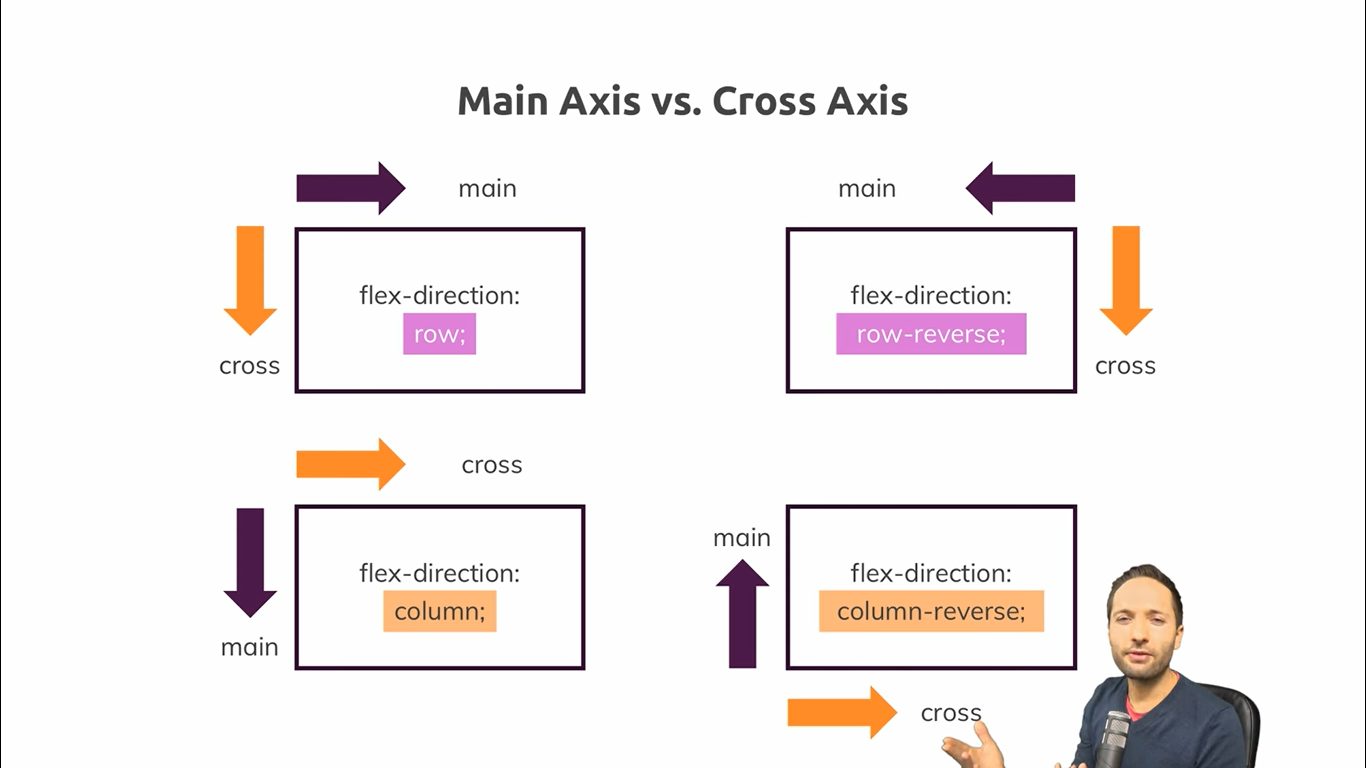 Main Axis vs. Cross Axis
main
main
flex-direction:
row;
cross
flex-direction:
row-reverse;
cross
cross
flex-direction:
column;
main
main
flex-direction:
column-reverse;
cross